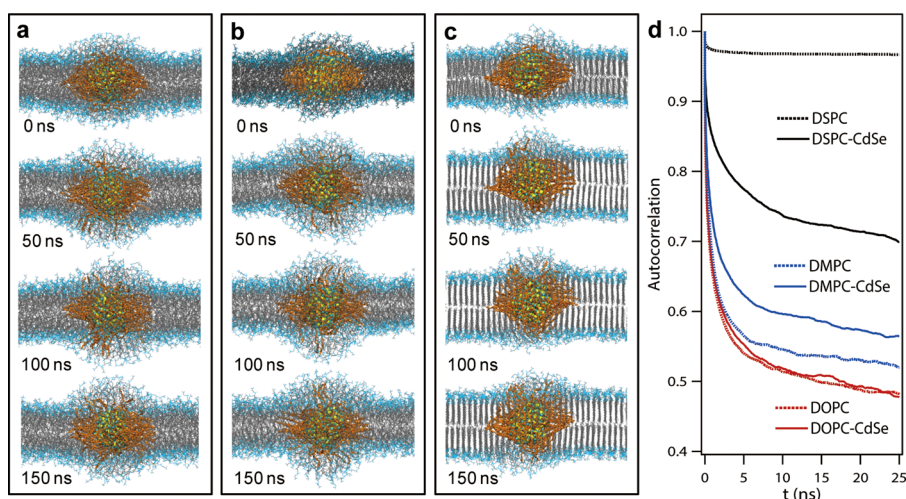 a
0 ns
50 ns
100 ns
150 ns
b
0 ns
50 ns
100 ns
150 ns
c
0 ns
50 ns
100 ns
150 ns
d
Autocorrelation
1.0
0.9
0.8
0.7
0.6
0.5
0.4
DSPC
DSPC-CdSe
DMPC
DMPC-CdSe
DOPC
DOPC-CdSe
0 5 10 15 20 25
t (ns)